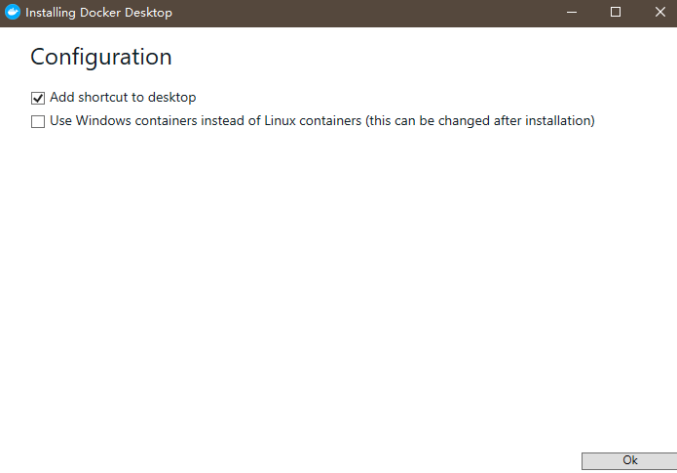 Installing Docker Desktop
Configuration
Add shortcut to desktop
Use Windows containers instead of Linux containers (this can be changed after installation)
Ok